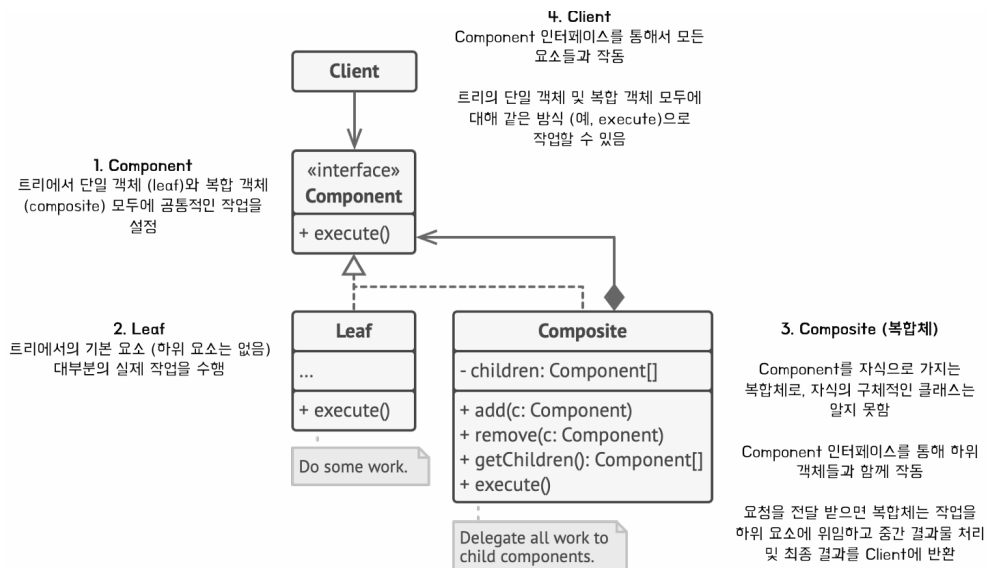 4. Client
Component 인터페이스를 통해서 모든
요소들과 작동
트리의 단일 객체 및 복합 객체 모두에
대해 같은 방식 (예, execute)으로
작업할 수 있음
Client
1. Component
트리에서 단일 객체 (leaf)와 복합 객체
(composite) 모두에 공통적인 작업을
설정
«interface»
Component
+ execute()
2. Leaf
트리에서의 기본 요소 (하위 요소는 없음)
대부분의 실제 작업을 수행
Leaf
...
+ execute()
Do some work.
Composite
- children: Component[]
+ add(c: Component)
+ remove(c: Component)
+ getChildren(): Component[]
+ execute()
Delegate all work to
child components.
3. Composite (복합체)
Component를 자식으로 가지는
복합체로, 자식의 구체적인 클래스는
알지 못함
Component 인터페이스를 통해 하위
객체들과 함께 작동
요청을 전달 받으면 복합체는 작업을
하위 요소에 위임하고 중간 결과물 처리
및 최종 결과를 Client에 반환